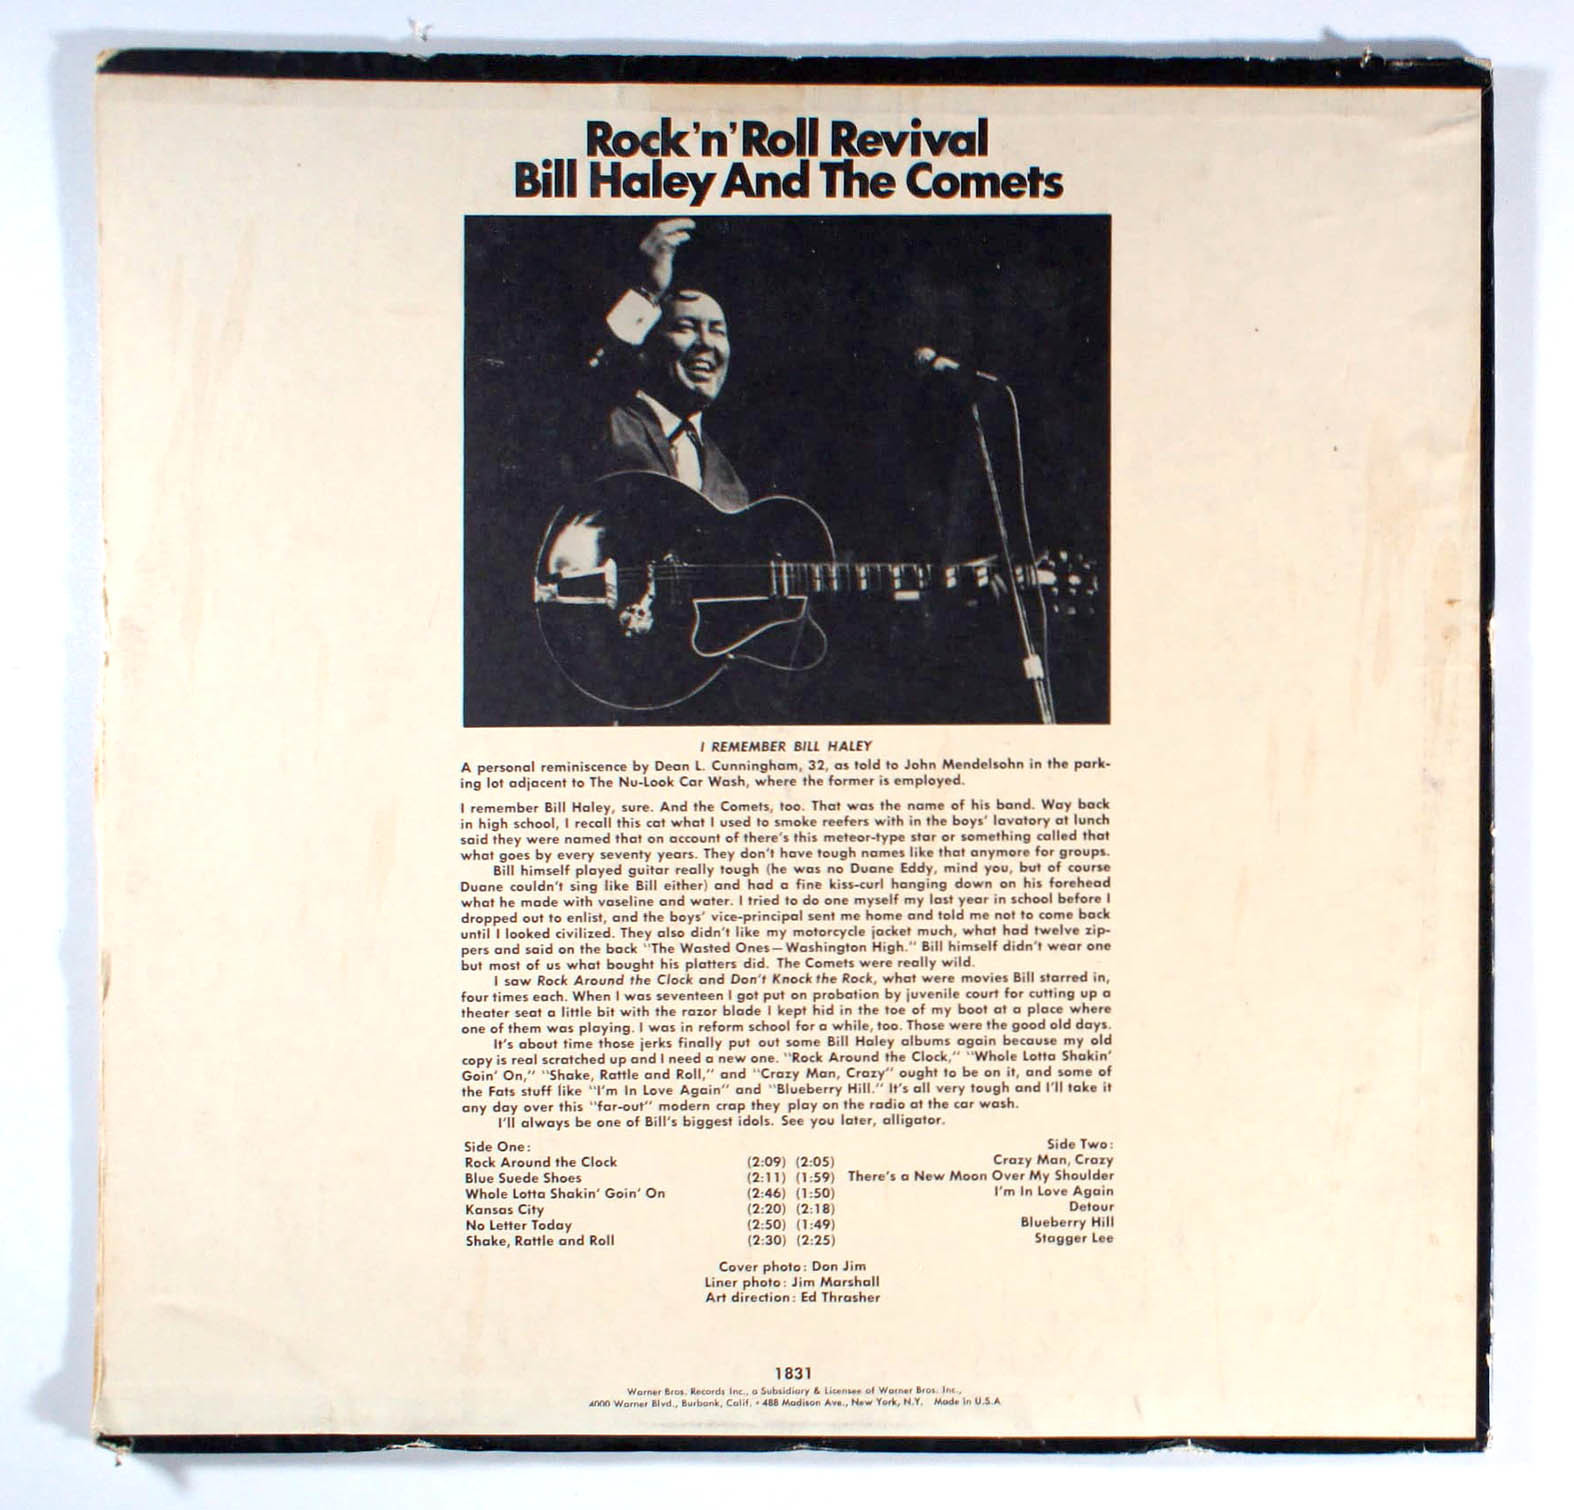 Rock'n'Roll Revival
Bill Haley And The Comets
I REMEMBER BILL HALEY
A personal reminiscence by Dean L. Cunningham, 32, as told to John Mendelsohn in the park-
ing lot adjacent to The Nu-Look Car Wash, where the former is employed.
I remember Bill Haley, sure. And the Comets, too. That was the name of his band. Way back
in high school, I recall this cat what I used to smoke reefers with in the boys' lavatory at lunch
said they were named that on account of there's this meteor-type star or something called that
what goes by every seventy years. They don't have tough names like that anymore for groups.
Bill himself played guitar really tough (he was no Duane Eddy, mind you, but of course
Duane couldn't sing like Bill either) and had a fine kiss-curl hanging down on his forehead
what he made with vaseline and water. I tried to do one myself my last year in school before I
dropped out to enlist, and the boys' vice-principal sent me home and told me not to come back
until I looked civilized. They also didn't like my motorcycle jacket much, what had twelve zip-
pers and said on the back "The Wasted Ones—Washington High." Bill himself didn't wear one
but most of us what bought his platters did. The Comets were really wild.
I saw Rock Around the Clock and Don't Knock the Rock, what were movies Bill starred in,
four times each. When I was seventeen I got put on probation by juvenile court for cutting up a
theater seat a little bit with the razor blade I kept hid in the toe of my boot at a place where
one of them was playing. I was in reform school for a while, too. Those were the good old days.
It's about time those jerks finally put out some Bill Haley albums again because my old
copy is real scratched up and I need a new one. "Rock Around the Clock," "Whole Lotta Shakin'
Goin' On," "Shake, Rattle and Roll," and "Crazy Man, Crazy" ought to be on it, and some of
the Fats stuff like "I'm In Love Again" and "Blueberry Hill." It's all very tough and I'll take it
any day over this "far-out" modern crap they play on the radio at the car wash.
I'll always be one of Bill's biggest idols. See you later, alligator.
Side One: Side Two:
Rock Around the Clock (2:09) (2:05) Crazy Man, Crazy
Blue Suede Shoes (2:11) (1:59) There's a New Moon Over My Shoulder
Whole Lotta Shakin' Goin' On (2:46) (1:50) I'm In Love Again
Kansas City (2:20) (2:18) Detour
No Letter Today (2:50) (1:49) Blueberry Hill
Shake, Rattle and Roll (2:30) (2:25) Stagger Lee
Cover photo: Don Jim
Liner photo: Jim Marshall
Art direction: Ed Thrasher
1831
Warner Bros. Records Inc., a Subsidiary & Licensee of Warner Bros. Inc.,
4000 Warner Blvd., Burbank, Calif. • 488 Madison Ave., New York, N.Y. Made in U.S.A